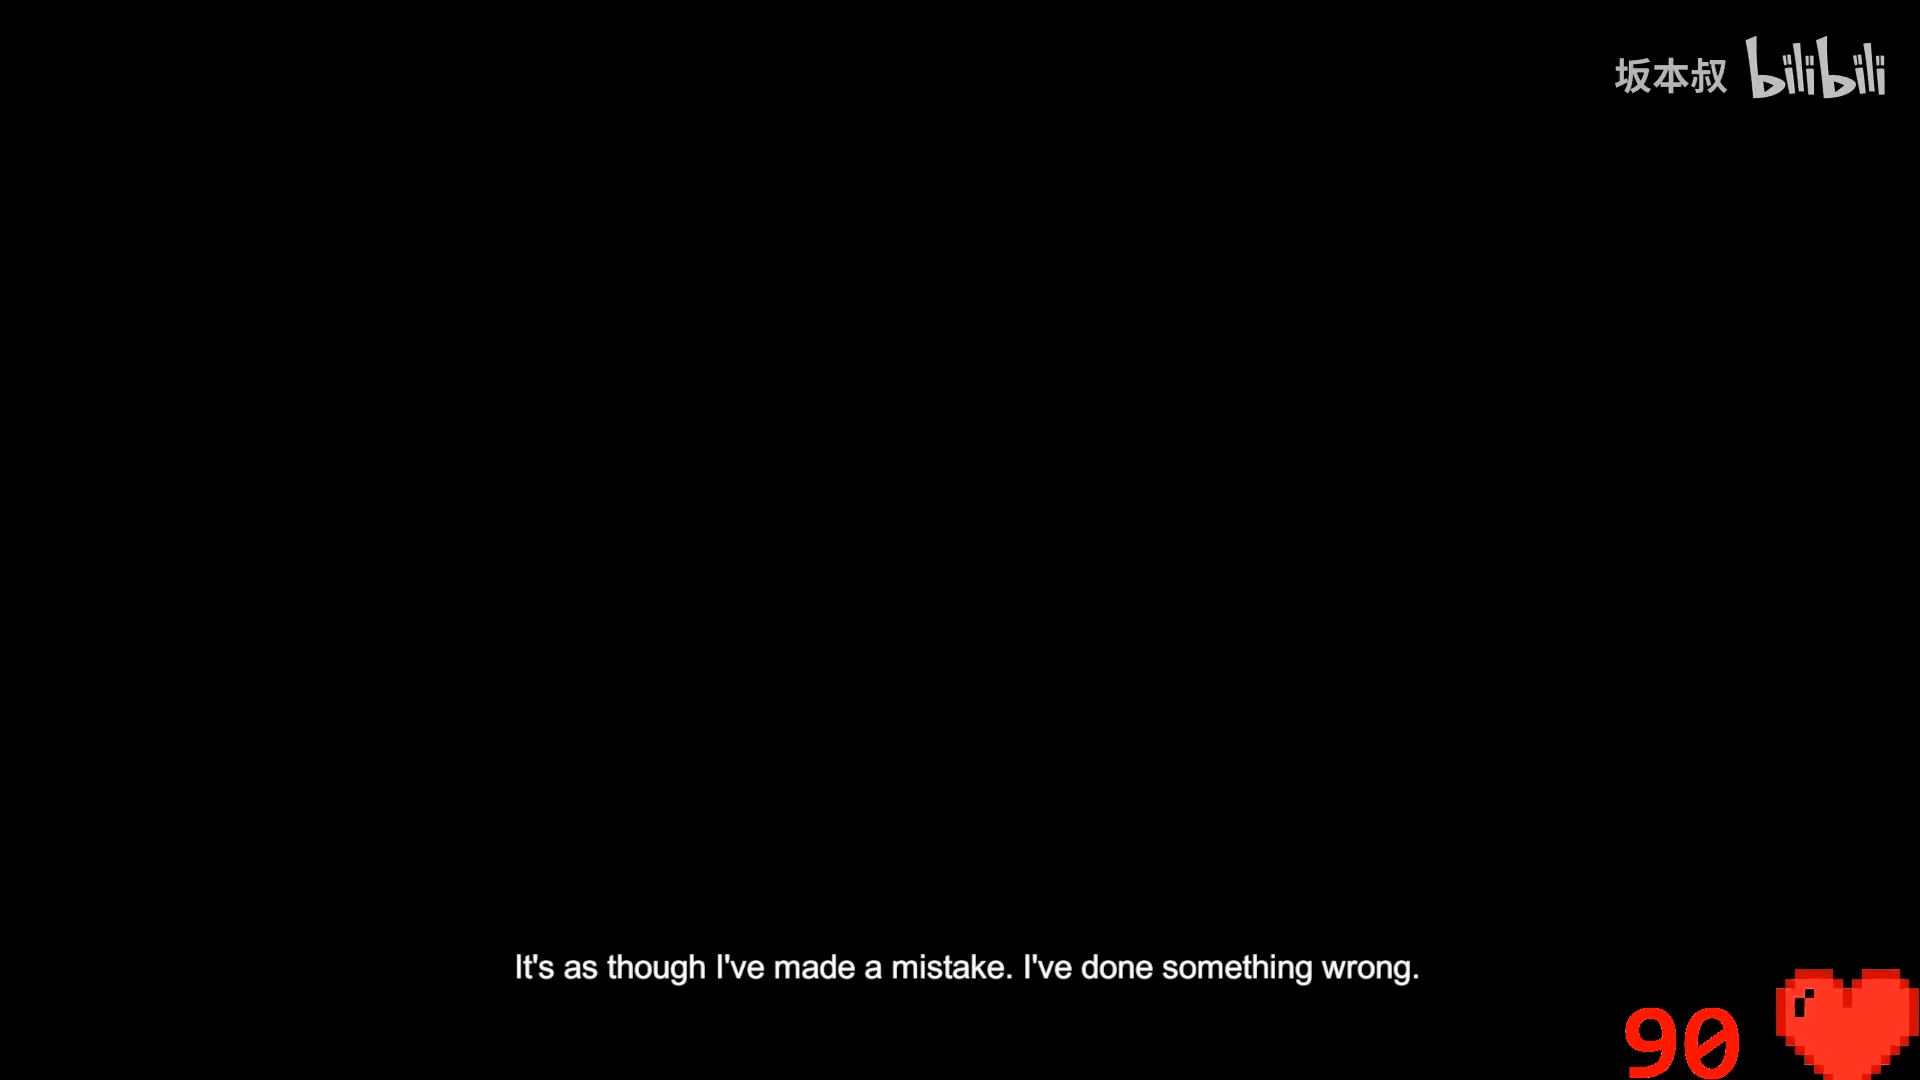 坂本叔 bilibili
It's as though I've made a mistake. I've done something wrong.
90